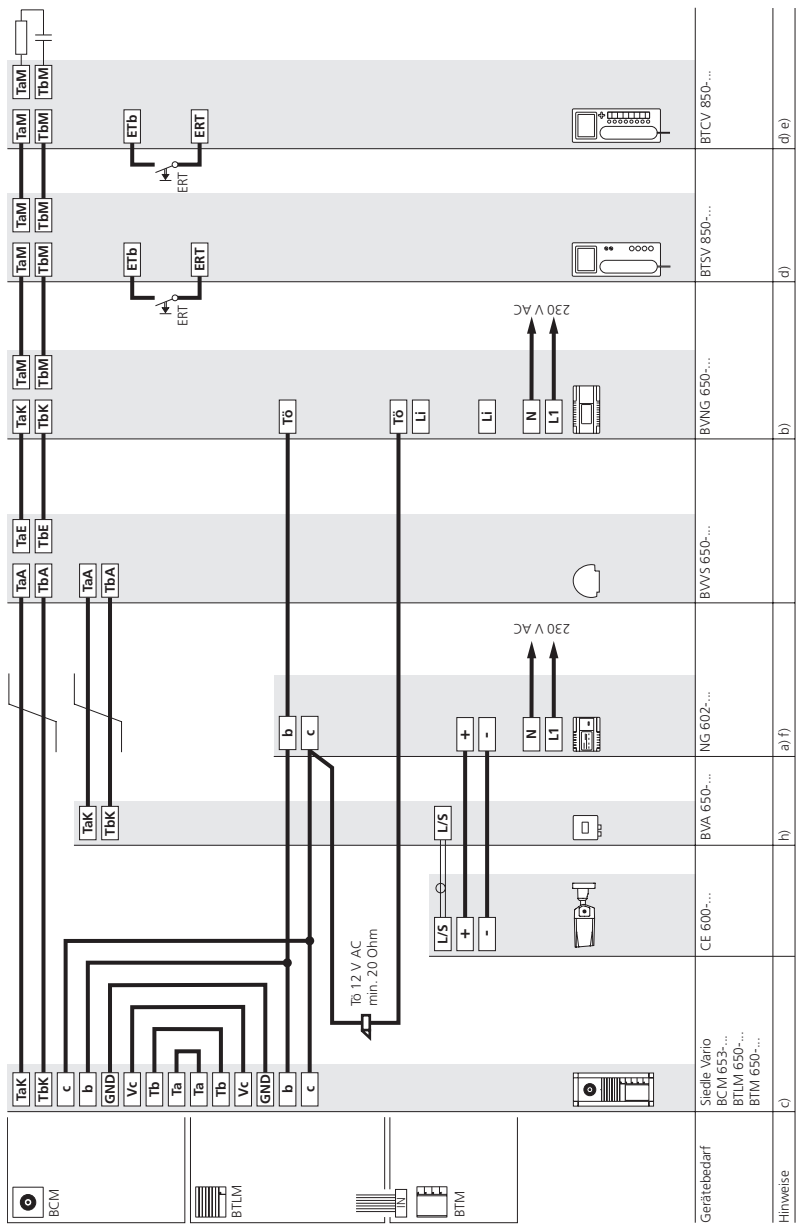 TaM
TbM
TaM
TbM
ETb
ERT
ERT
BTCV 850-...
d) e)
TaM
TbM
TaM
TbM
ETb
ERT
ERT
BTSV 850-...
d)
TaM
TbM
TaK
TbK
Tö
Tö
Li
Li
N
L1
230 V AC
BVNG 650-...
b)
TaE
TbE
TaA
TbA
TaA
TbA
BVVS 650-...
b
c
+
-
N
L1
230 V AC
NG 602-...
a) f)
TaK
TbK
L/S
BVA 650-...
h)
L/S
+
-
CE 600-...
Tö 12 V AC
min. 20 Ohm
TaK
TbK
c
b
GND
Vc
Tb
Ta
Ta
Tb
Vc
GND
b
c
Siedle Vario
BCM 653-...
BTLM 650-...
BTM 650-...
c)
BCM
BTLM
IN
BTM
Gerätebedarf
Hinweise